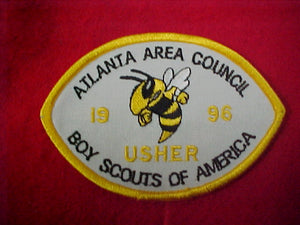 ATLANTA AREA COUNCIL
19 96
USHER
BOY SCOUTS OF AMERICA